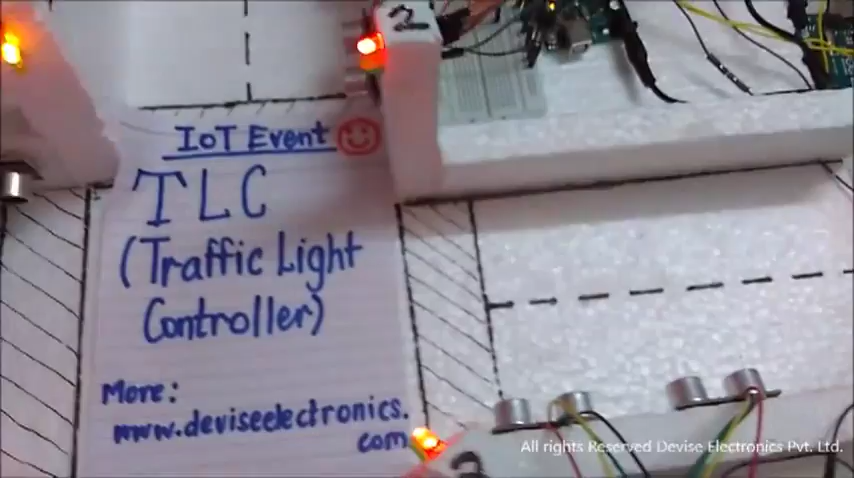 2
IoT Event
TLC
(Traffic Light
Controller)
More:
www.deviseelectronics.
com
All rights Reserved Devise Electronics Pvt. Ltd.